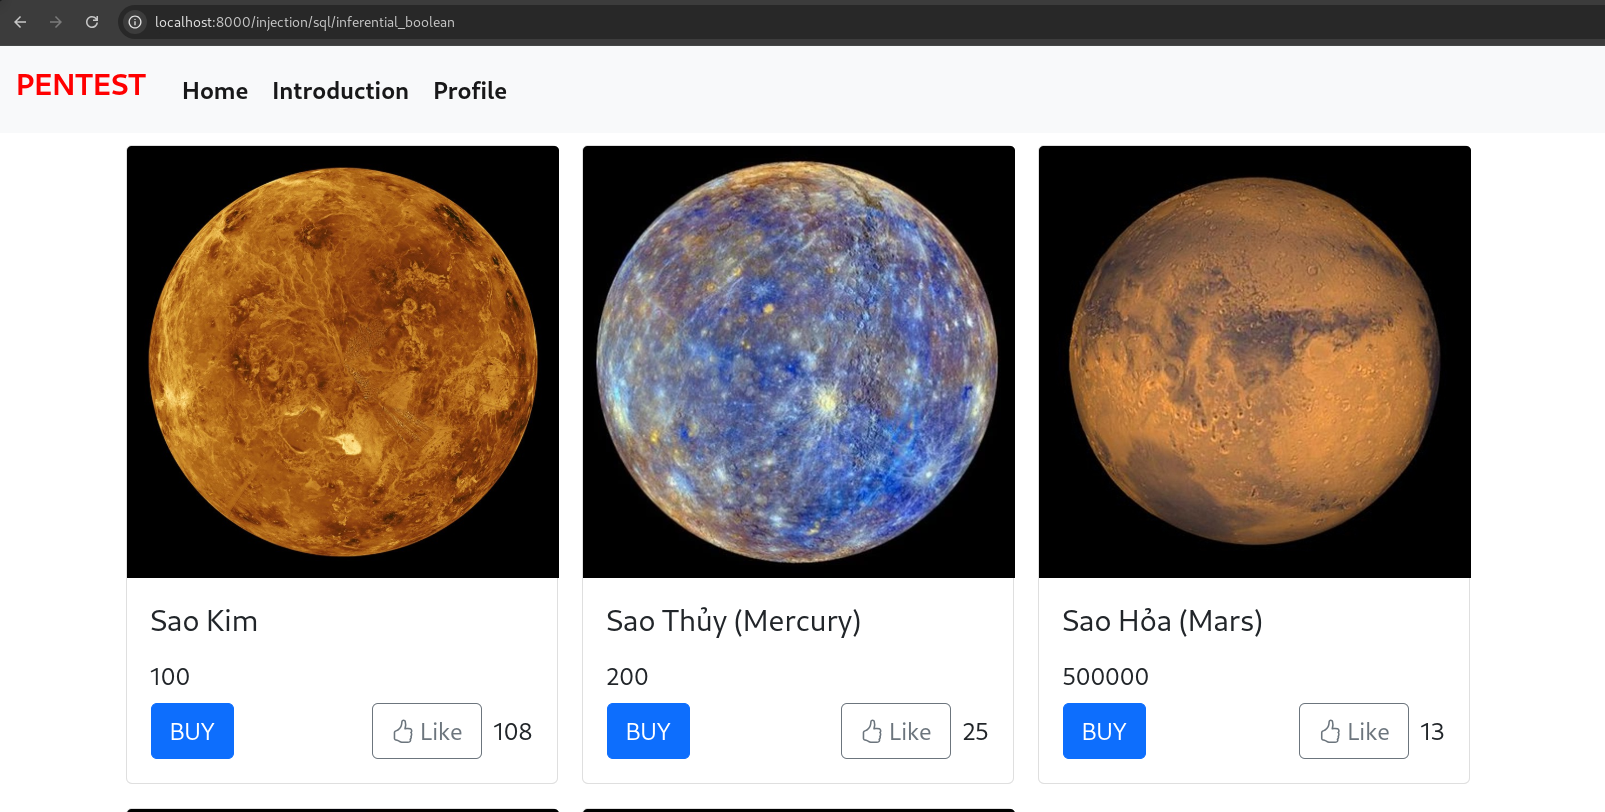 localhost:8000/injection/sql/inferential_boolean
PENTEST Home Introduction Profile
Sao Kim
100
BUY Like 108
Sao Thủy (Mercury)
200
BUY Like 25
Sao Hỏa (Mars)
500000
BUY Like 13